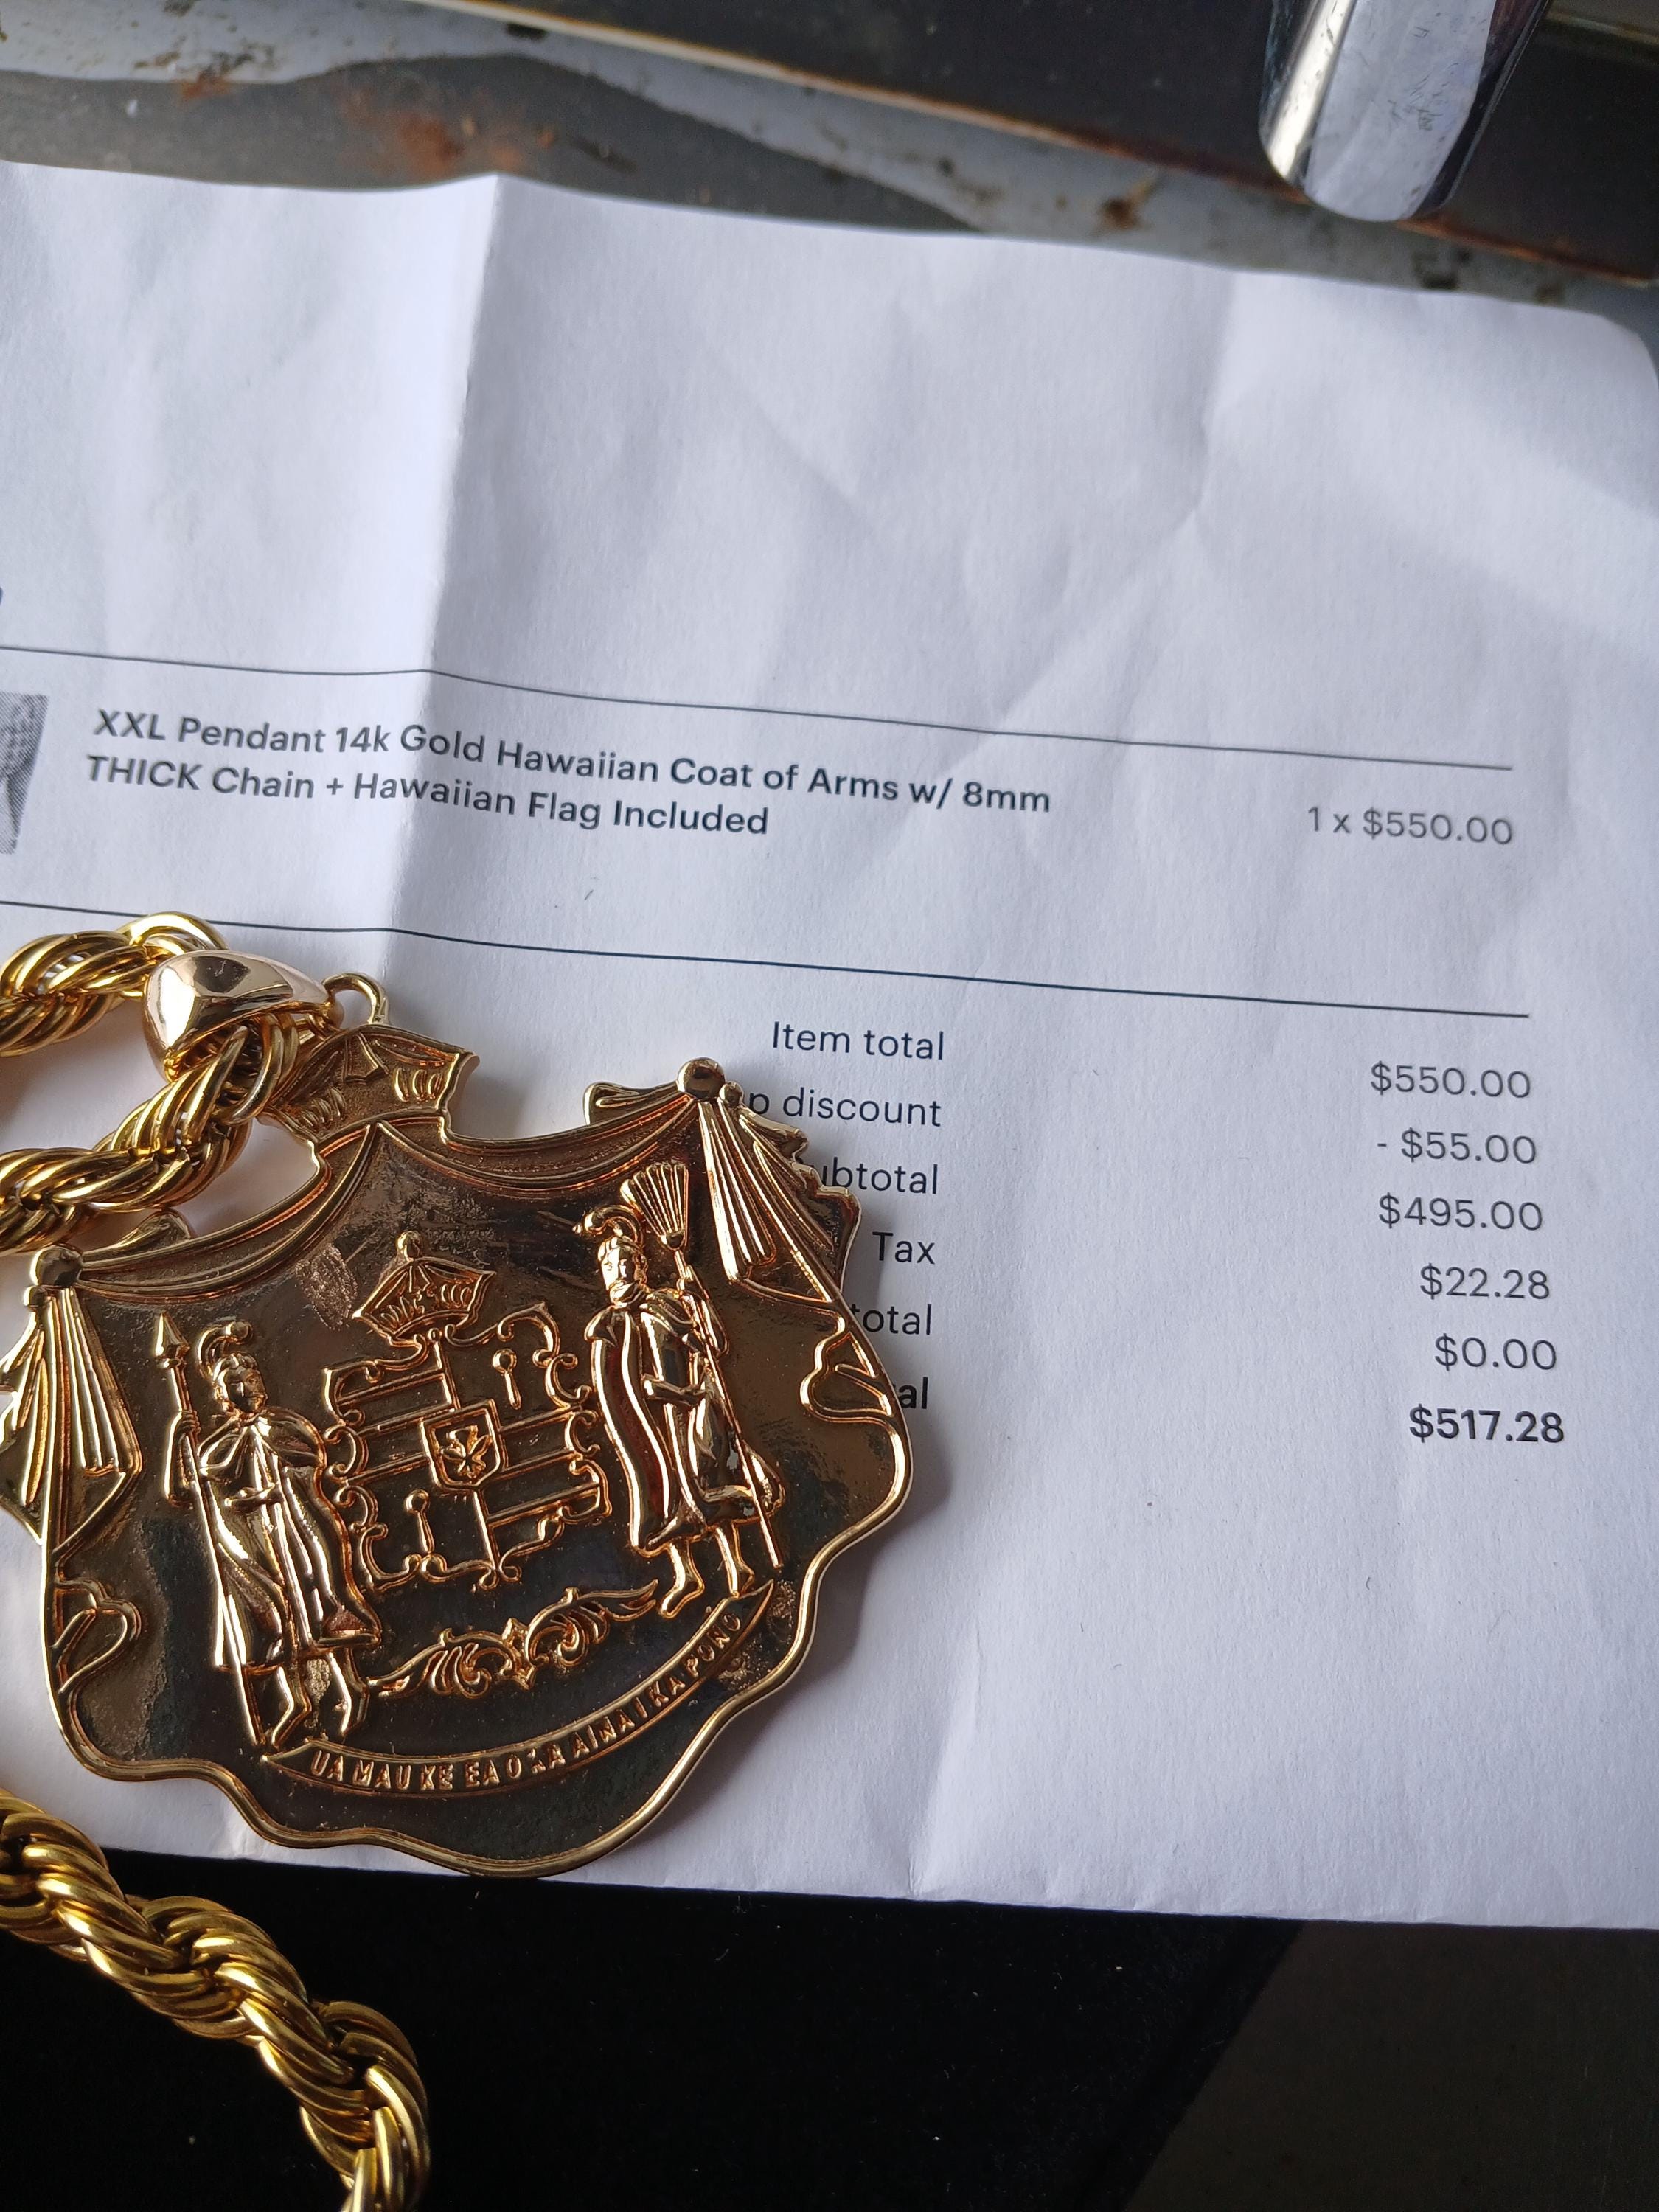 XXL Pendant 14k Gold Hawaiian Coat of Arms w/ 8mm
THICK Chain + Hawaiian Flag Included
1 x $550.00
Item total $550.00
discount - $55.00
btotal $495.00
Tax $22.28
otal $0.00
al $517.28
UA MAU KE EA O KA AINA I KA PONO